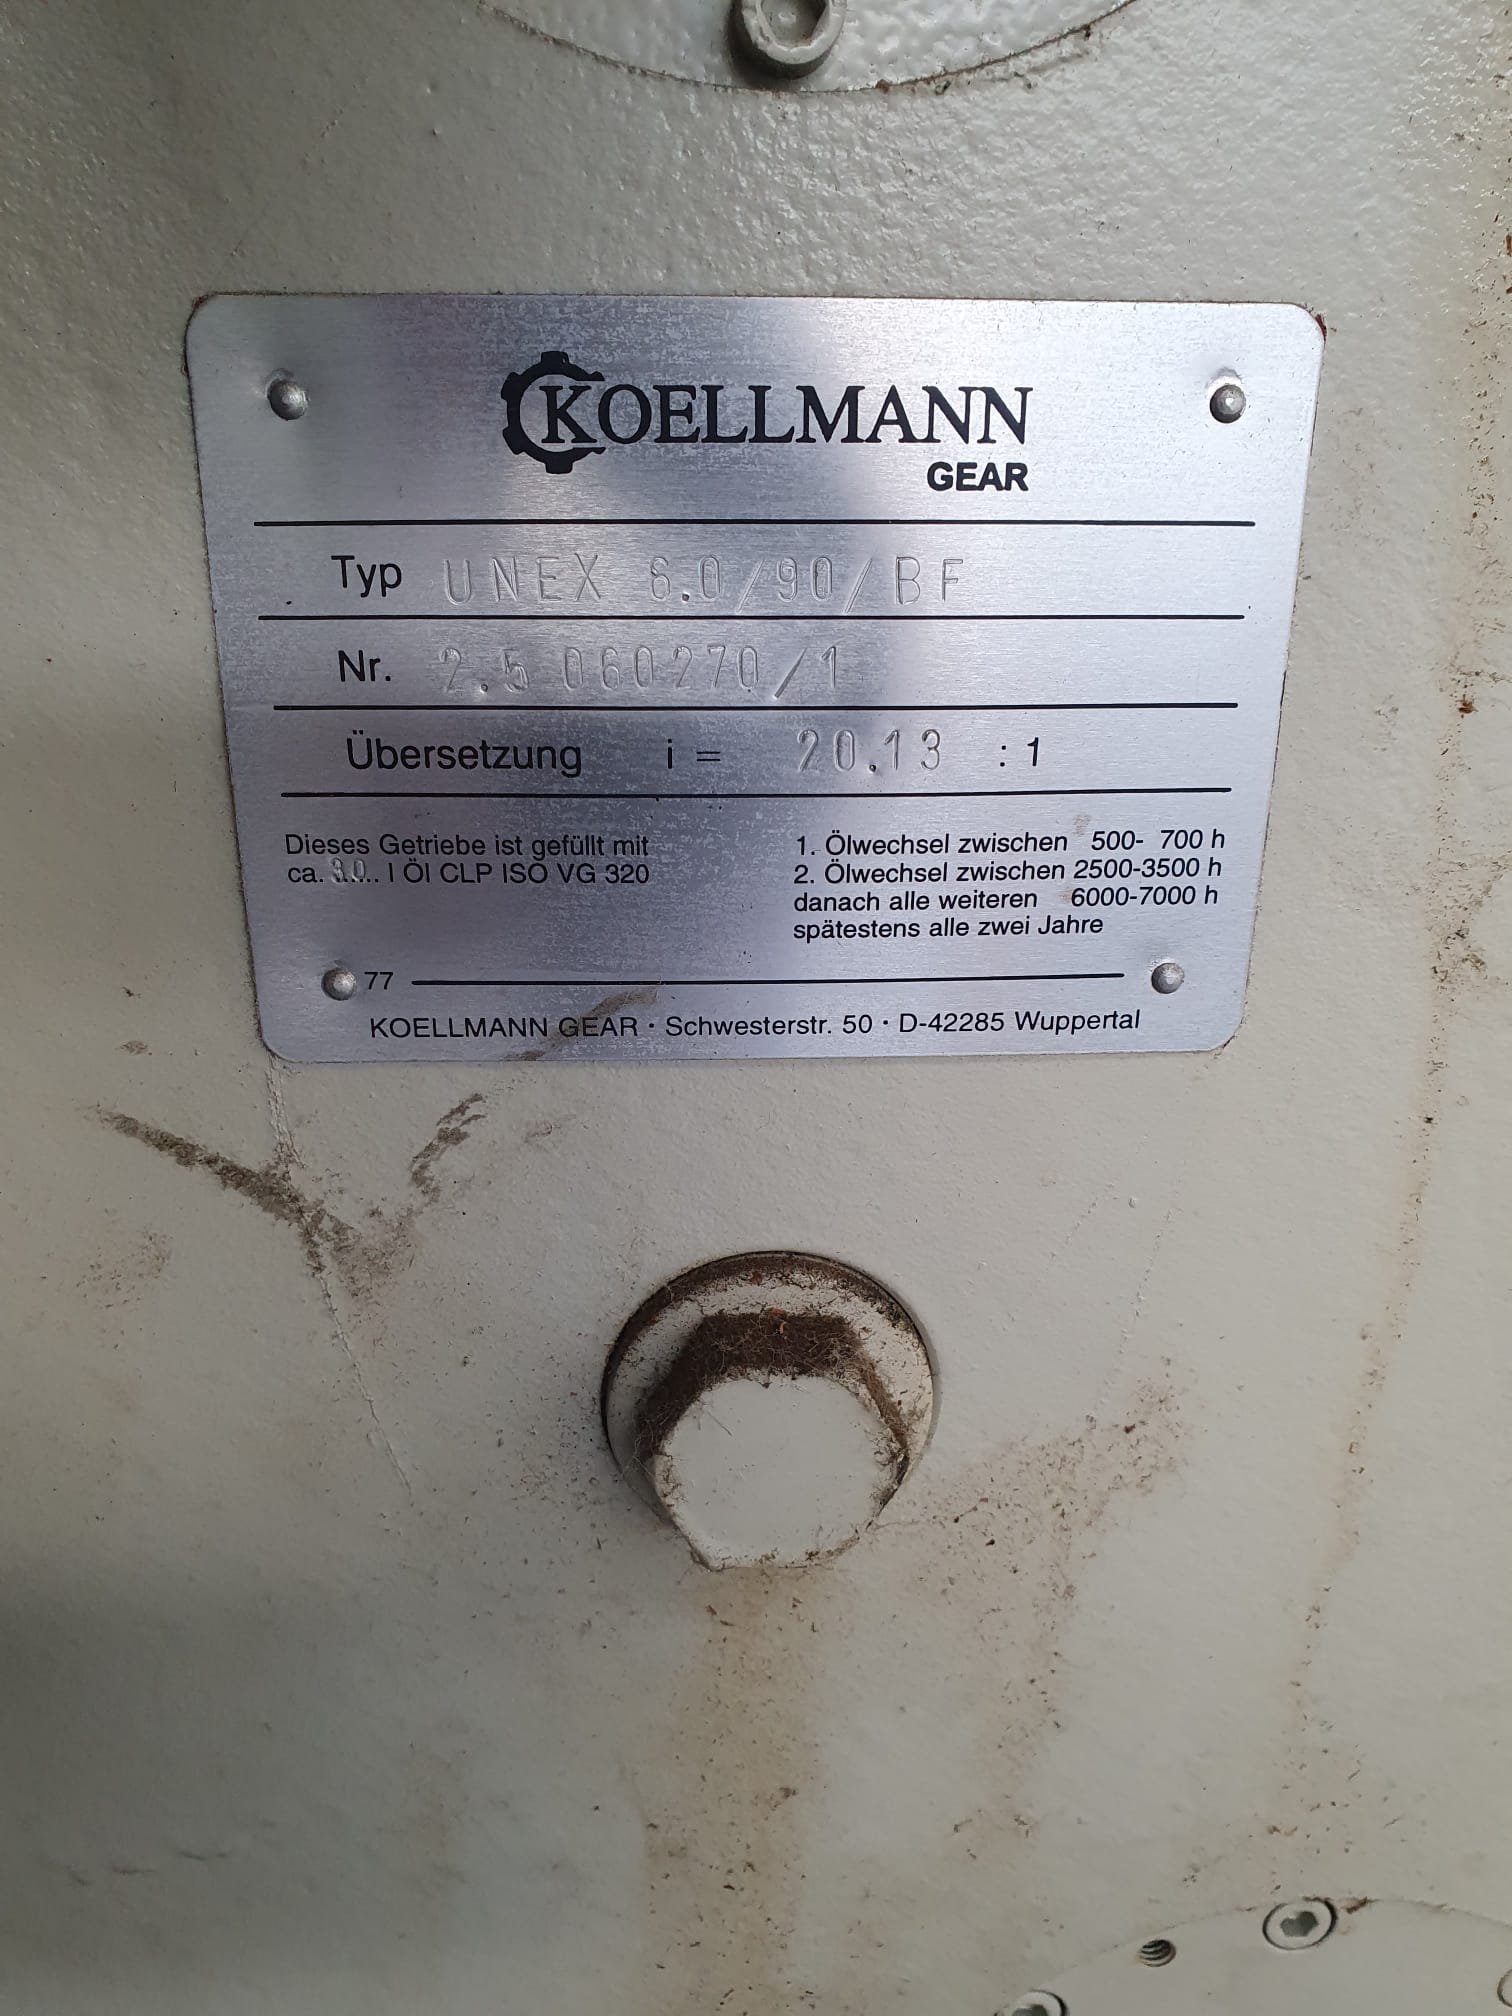 KOELLMANN
GEAR
Typ UNEX 6.0/90/BF
Nr. 2.5 060270/1
Übersetzung i = 20.13 : 1
Dieses Getriebe ist gefüllt mit
ca. 30 l Öl CLP ISO VG 320
1. Ölwechsel zwischen 500- 700 h
2. Ölwechsel zwischen 2500-3500 h
danach alle weiteren 6000-7000 h
spätestens alle zwei Jahre
77
KOELLMANN GEAR · Schwesterstr. 50 · D-42285 Wuppertal